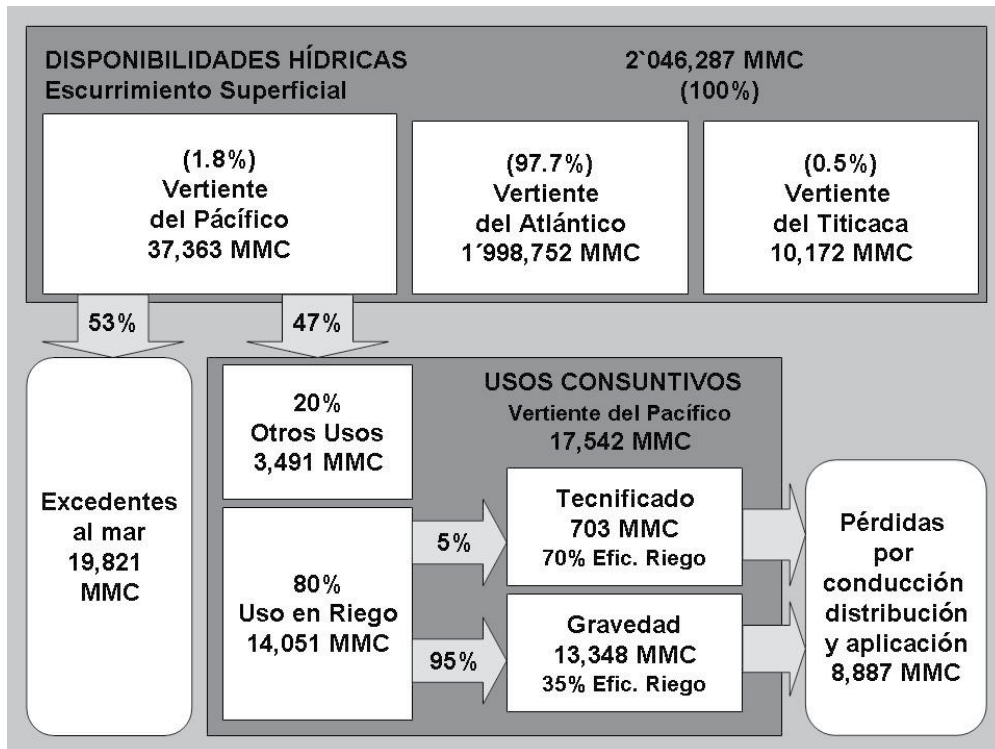 DISPONIBILIDADES HÍDRICAS
Escurrimiento Superficial
2`046,287 MMC
(100%)
(1.8%)
Vertiente
del Pácífico
37,363 MMC
(97.7%)
Vertiente
del Atlántico
1´998,752 MMC
(0.5%)
Vertiente
del Titicaca
10,172 MMC
53%
47%
Excedentes
al mar
19,821
MMC
20%
Otros Usos
3,491 MMC
80%
Uso en Riego
14,051 MMC
USOS CONSUNTIVOS
Vertiente del Pacífico
17,542 MMC
5%
Tecnificado
703 MMC
70% Efic. Riego
95%
Gravedad
13,348 MMC
35% Efic. Riego
Pérdidas
por
conducción
distribución
y aplicación
8,887 MMC